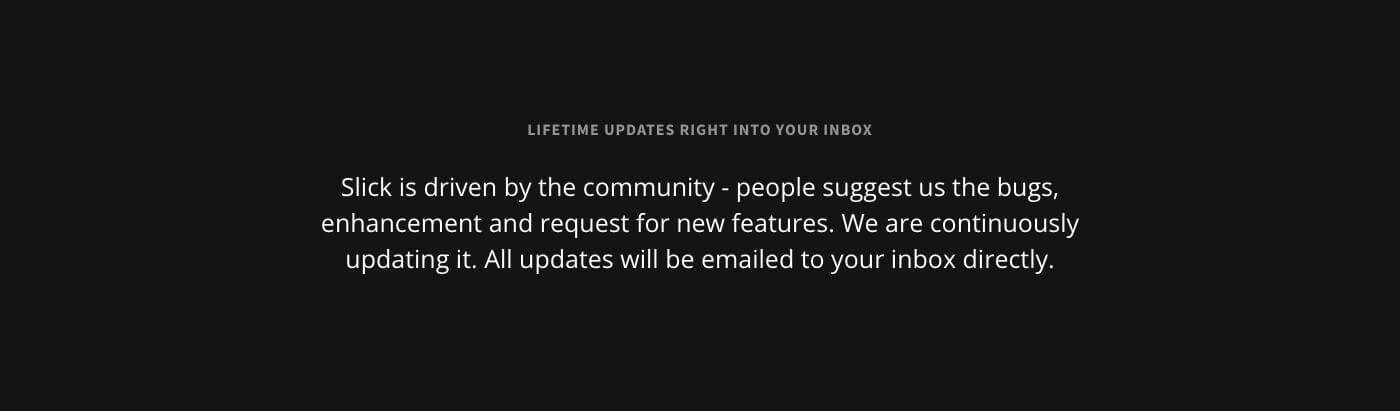 LIFETIME UPDATES RIGHT INTO YOUR INBOX
Slick is driven by the community - people suggest us the bugs,
enhancement and request for new features. We are continuously
updating it. All updates will be emailed to your inbox directly.